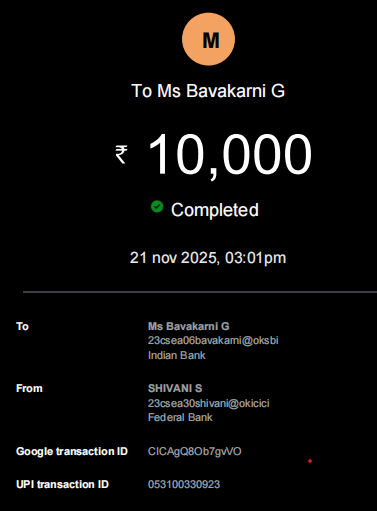 M
To Ms Bavakarni G
₹ 10,000
Completed
21 nov 2025, 03:01pm
To
Ms Bavakarni G
23csea06bavakarni@oksbi
Indian Bank
From
SHIVANI S
23csea30shivani@okicici
Federal Bank
Google transaction ID
CICAgQ8Ob7gvVO
UPI transaction ID
053100330923